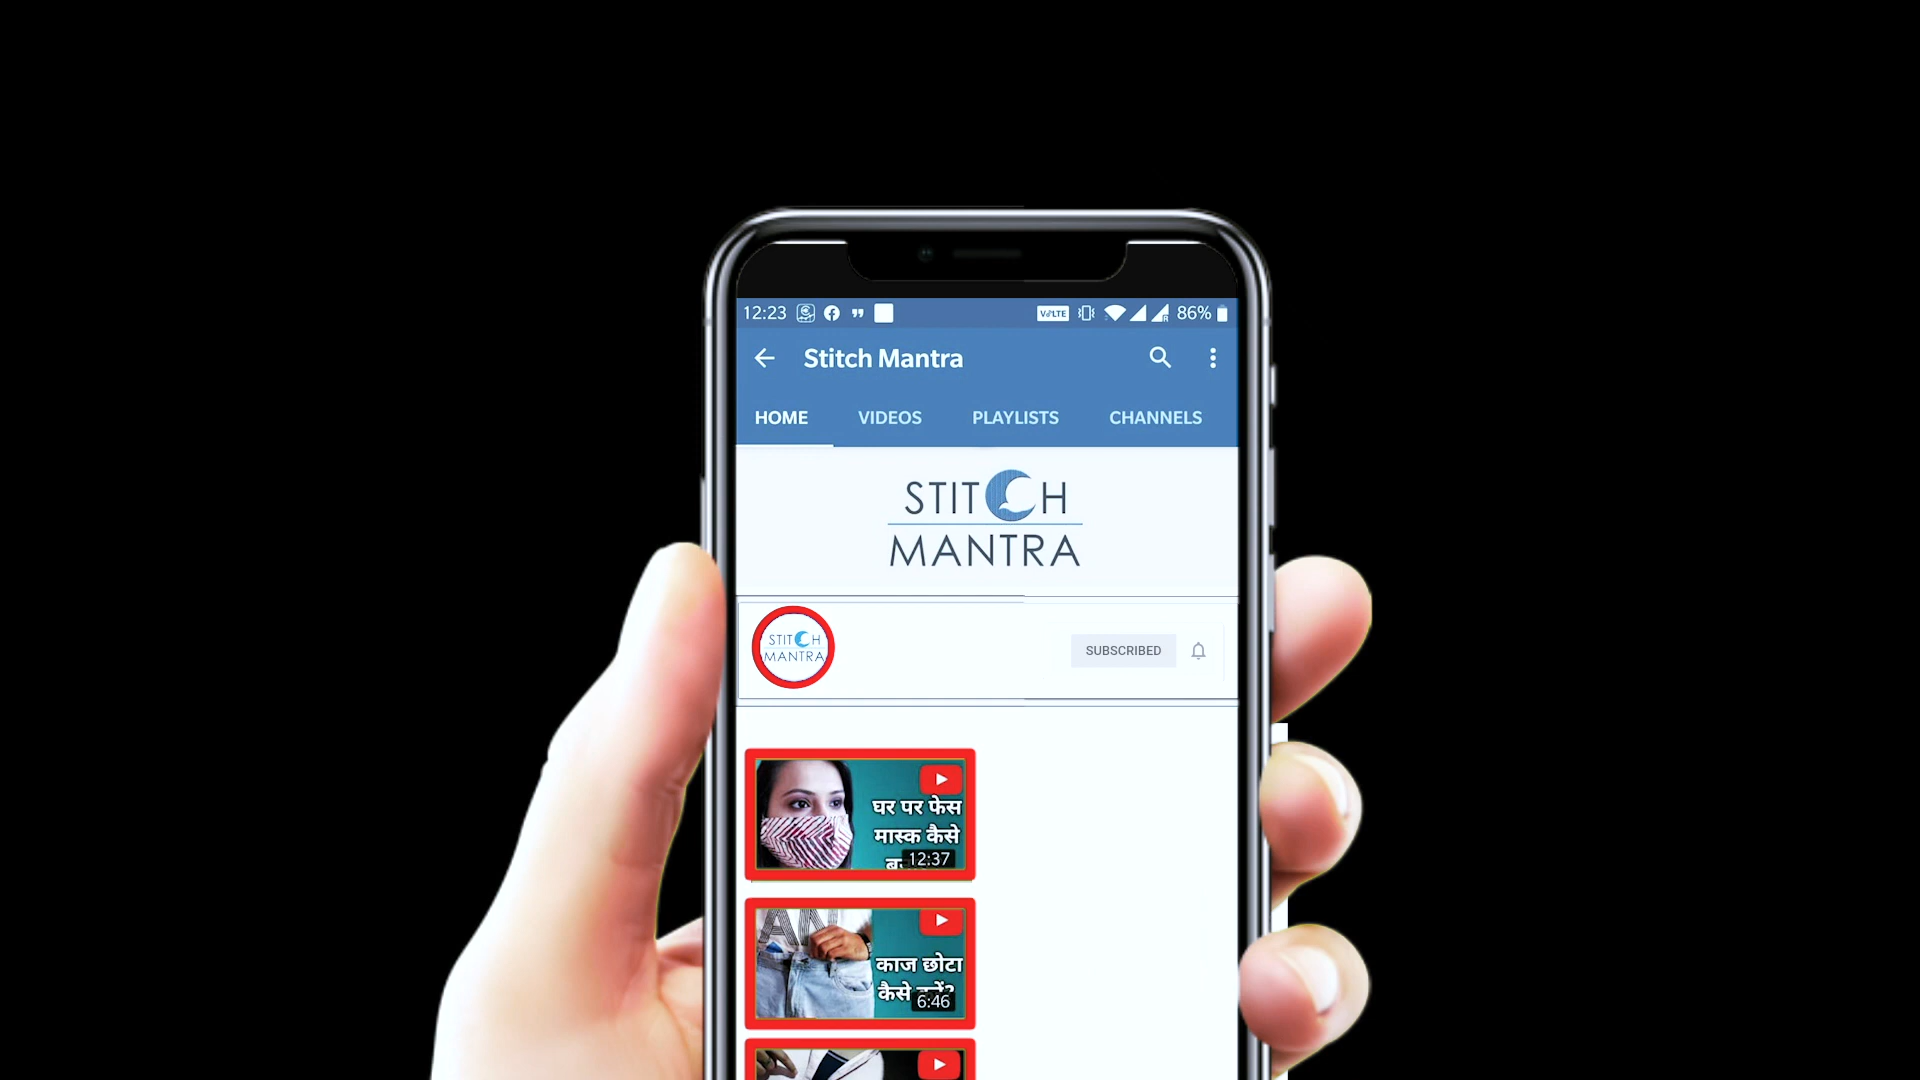 12:23 VoLTE 86%
Stitch Mantra
HOME VIDEOS PLAYLISTS CHANNELS
STITCH
MANTRA
STITCH
MANTRA
SUBSCRIBED
घर पर फेस
मास्क कैसे
12:37
काज छोटा
कैसे
6:46